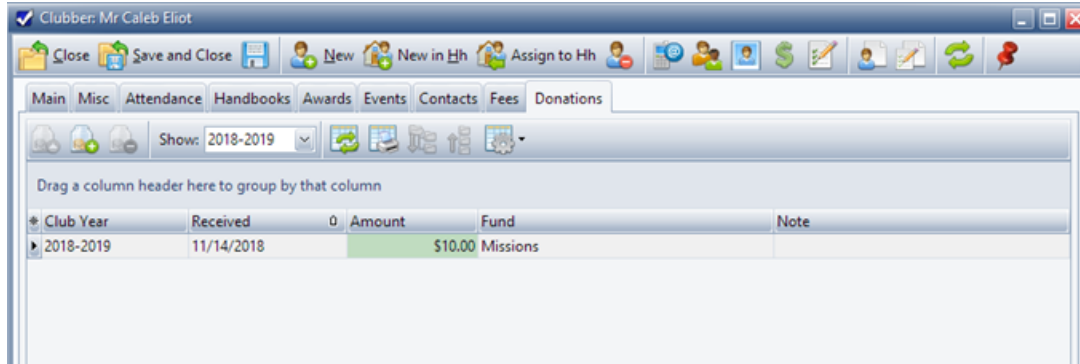 Clubber: Mr Caleb Eliot
Close Save and Close New New in Hh Assign to Hh
Main Misc Attendance Handbooks Awards Events Contacts Fees Donations
Show: 2018-2019
Drag a column header here to group by that column
Club Year Received Amount Fund Note
2018-2019 11/14/2018 $10.00 Missions